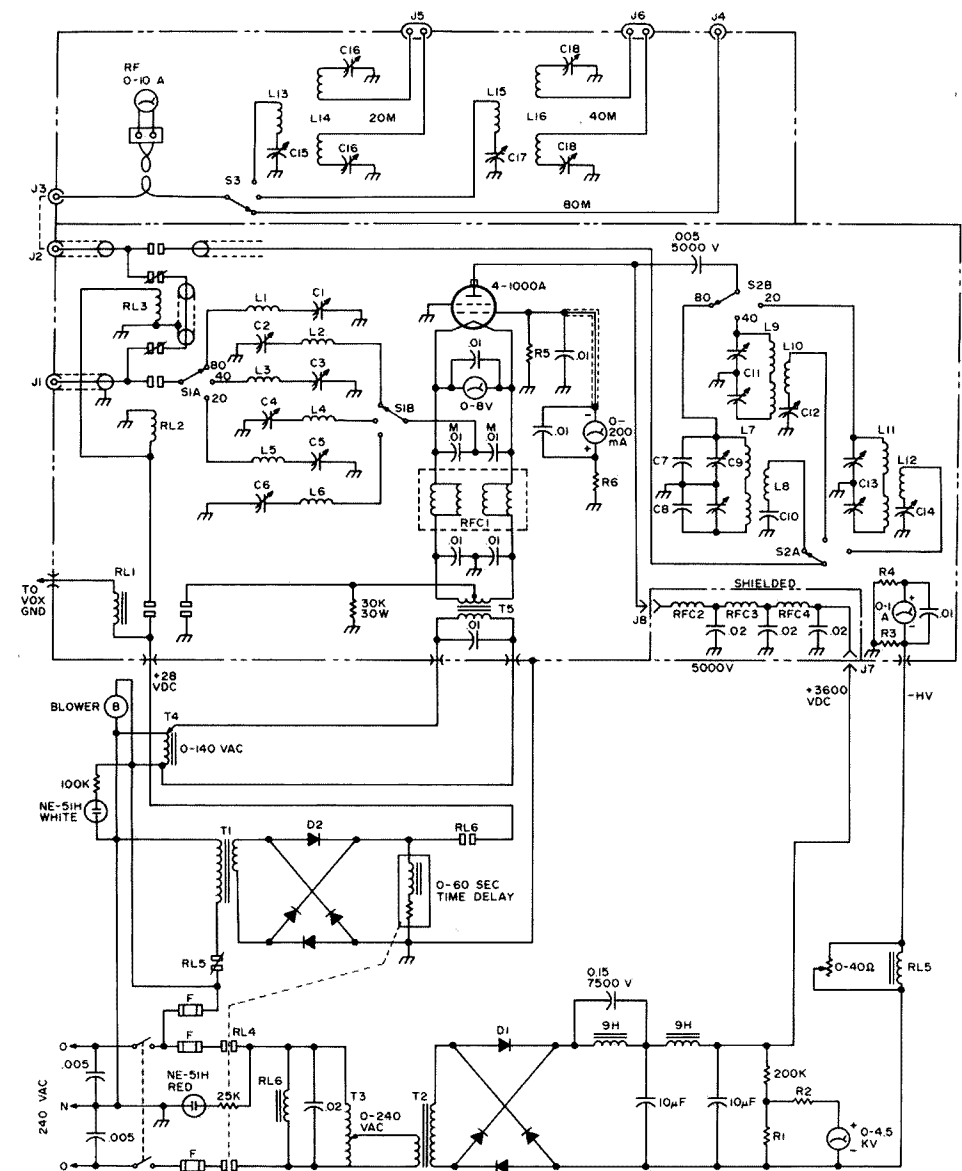 J5
J6
J4
RF
0-10 A
C16
C18
L13
L15
L14
20M
L16
40M
C15
C16
C17
C18
J3
S3
80M
J2
.005
5000 V
4-1000A
S2B
80
20
RL3
L1
C1
40
L9
C2
L2
.01
R5
.01
L10
80
C11
J1
S1A
40
L3
C3
20
S1B
0-8V
C12
C4
L4
0-
200
mA
RL2
M
.01
M
.01
.01
L7
L11
L5
C5
C7
C9
L12
R6
L8
C13
C6
L6
C8
C10
C14
RFC1
S2A
RL1
.01
.01
SHIELDED
R4
TO
VOX
GND
30K
30W
T5
RFC2
RFC3
RFC4
0-1
A
.01
J8
.02
.02
.02
R3
.01
5000V
J7
+28
VDC
+3600
VDC
-HV
BLOWER
B
T4
0-140 VAC
100K
NE-51H
WHITE
T1
D2
RL6
0-60 SEC
TIME DELAY
RL5
0-40Ω
RL5
0.15
7500 V
F
F
RL4
D1
9H
9H
.005
NE-51H
RED
200K
240 VAC
N
25K
RL6
.02
T3
T2
R2
0-240
VAC
10µF
10µF
0-4.5
KV
.005
R1
F